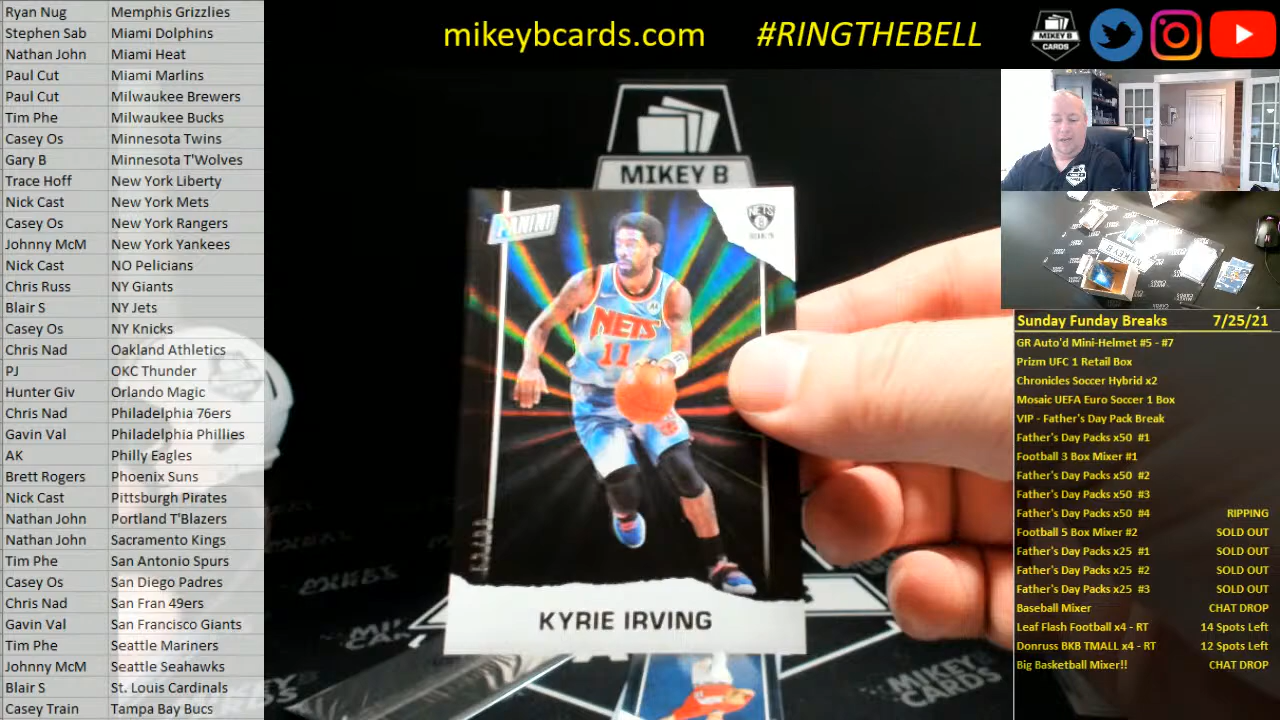 Ryan Nug Memphis Grizzlies
Stephen Sab Miami Dolphins
Nathan John Miami Heat
Paul Cut Miami Marlins
Paul Cut Milwaukee Brewers
Tim Phe Milwaukee Bucks
Casey Os Minnesota Twins
Gary B Minnesota T'Wolves
Trace Hoff New York Liberty
Nick Cast New York Mets
Casey Os New York Rangers
Johnny McM New York Yankees
Nick Cast NO Pelicians
Chris Russ NY Giants
Blair S NY Jets
Casey Os NY Knicks
Chris Nad Oakland Athletics
PJ OKC Thunder
Hunter Giv Orlando Magic
Chris Nad Philadelphia 76ers
Gavin Val Philadelphia Phillies
AK Philly Eagles
Brett Rogers Phoenix Suns
Nick Cast Pittsburgh Pirates
Nathan John Portland T'Blazers
Nathan John Sacramento Kings
Tim Phe San Antonio Spurs
Casey Os San Diego Padres
Chris Nad San Fran 49ers
Gavin Val San Francisco Giants
Tim Phe Seattle Mariners
Johnny McM Seattle Seahawks
Blair S St. Louis Cardinals
Casey Train Tampa Bay Bucs
mikeybcards.com #RINGTHEBELL
MIKEY B
CARDS
MIKEY B
PANINI
NETS
B
NETS
11
KYRIE IRVING
MIKEY
CARDS
MIKEY B
Sunday Funday Breaks 7/25/21
GR Auto'd Mini-Helmet #5 - #7
Prizm UFC 1 Retail Box
Chronicles Soccer Hybrid x2
Mosaic UEFA Euro Soccer 1 Box
VIP - Father's Day Pack Break
Father's Day Packs x50 #1
Football 3 Box Mixer #1
Father's Day Packs x50 #2
Father's Day Packs x50 #3
Father's Day Packs x50 #4 RIPPING
Football 5 Box Mixer #2 SOLD OUT
Father's Day Packs x25 #1 SOLD OUT
Father's Day Packs x25 #2 SOLD OUT
Father's Day Packs x25 #3 SOLD OUT
Baseball Mixer CHAT DROP
Leaf Flash Football x4 - RT 14 Spots Left
Donruss BKB TMALL x4 - RT 12 Spots Left
Big Basketball Mixer!! CHAT DROP